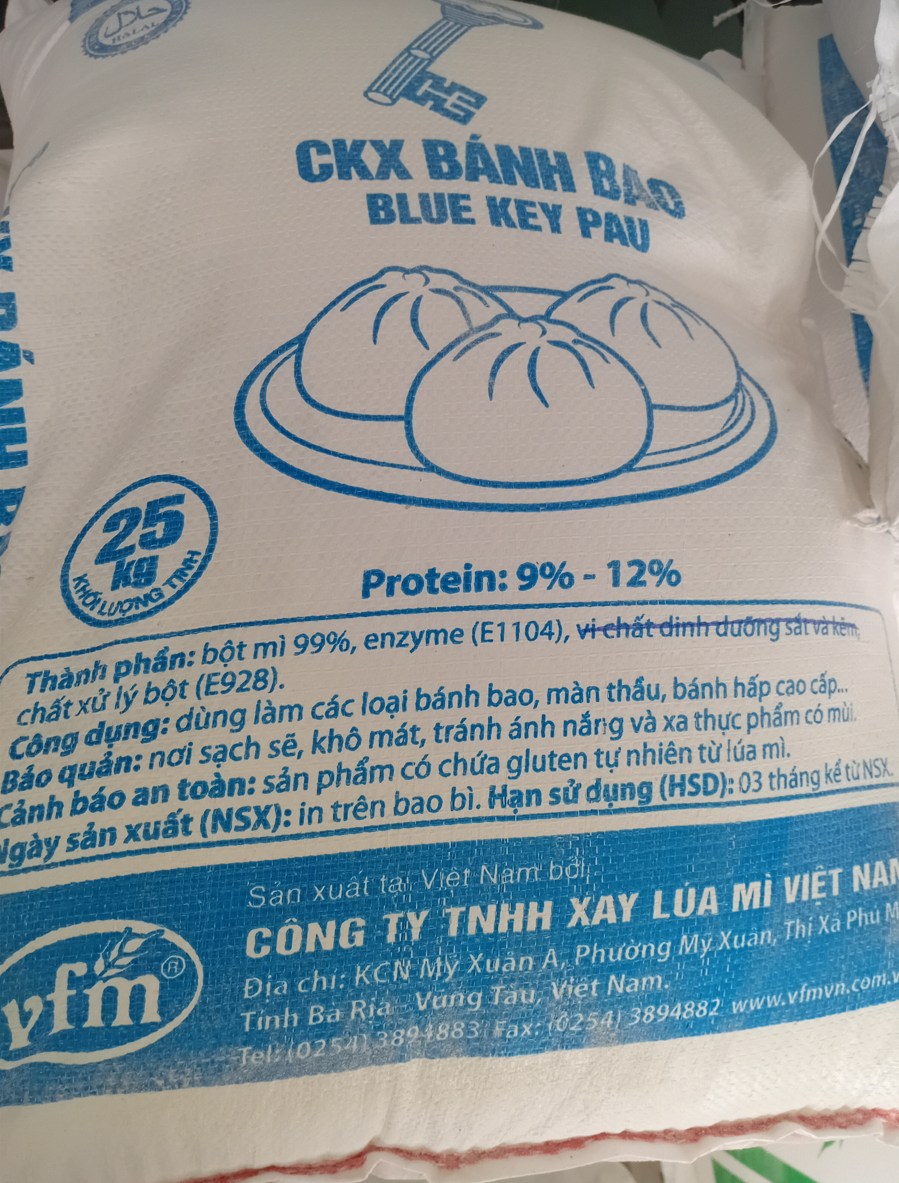 حلال
HALAL
CKX BÁNH BAO
BLUE KEY PAU
25
kg
KHỐI LƯỢNG TỊNH
Protein: 9% - 12%
Thành phần: bột mì 99%, enzyme (E1104), vi chất dinh dưỡng sắt và kẽm,
chất xử lý bột (E928).
Công dụng: dùng làm các loại bánh bao, màn thầu, bánh hấp cao cấp...
Bảo quản: nơi sạch sẽ, khô mát, tránh ánh nắng và xa thực phẩm có mùi.
Cảnh báo an toàn: sản phẩm có chứa gluten tự nhiên từ lúa mì.
Ngày sản xuất (NSX): in trên bao bì. Hạn sử dụng (HSD): 03 tháng kể từ NSX.
Sản xuất tại Việt Nam bởi:
CÔNG TY TNHH XAY LÚA MÌ VIỆT NAM
Địa chỉ: KCN Mỹ Xuân A, Phường Mỹ Xuân, Thị Xã Phú M
Tỉnh Bà Rịa - Vũng Tàu, Việt Nam.
Tel: (0254) 3894883 Fax: (0254) 3894882 www.vfmvn.com.v
vfm®
BÁNH B